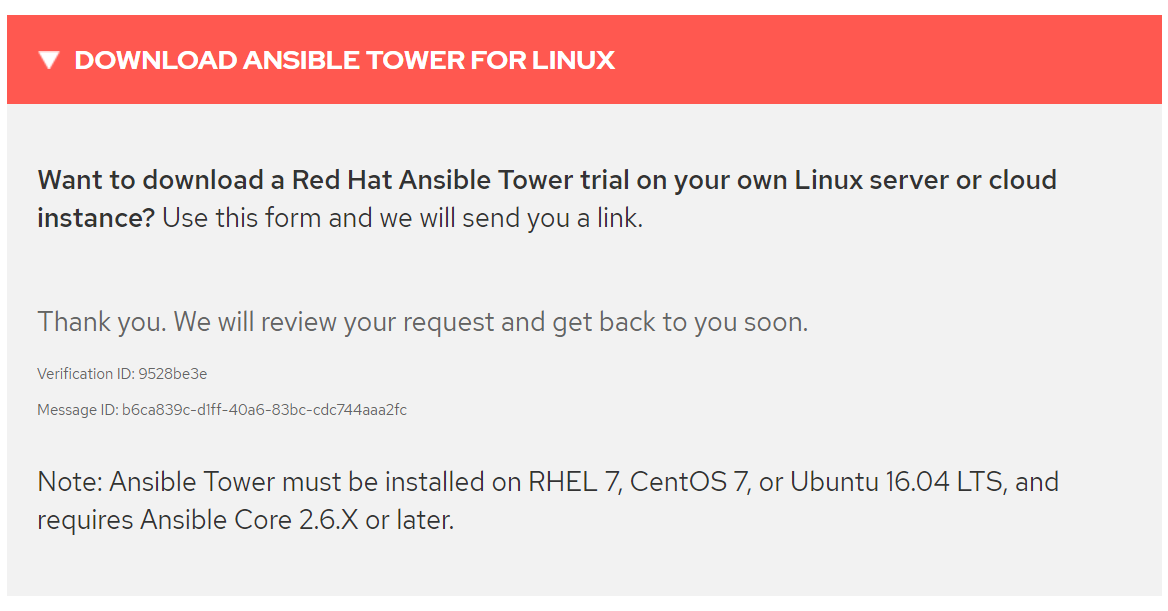 DOWNLOAD ANSIBLE TOWER FOR LINUX
Want to download a Red Hat Ansible Tower trial on your own Linux server or cloud
instance? Use this form and we will send you a link.
Thank you. We will review your request and get back to you soon.
Verification ID: 9528be3e
Message ID: b6ca839c-d1ff-40a6-83bc-cdc744aaa2fc
Note: Ansible Tower must be installed on RHEL 7, CentOS 7, or Ubuntu 16.04 LTS, and
requires Ansible Core 2.6.X or later.